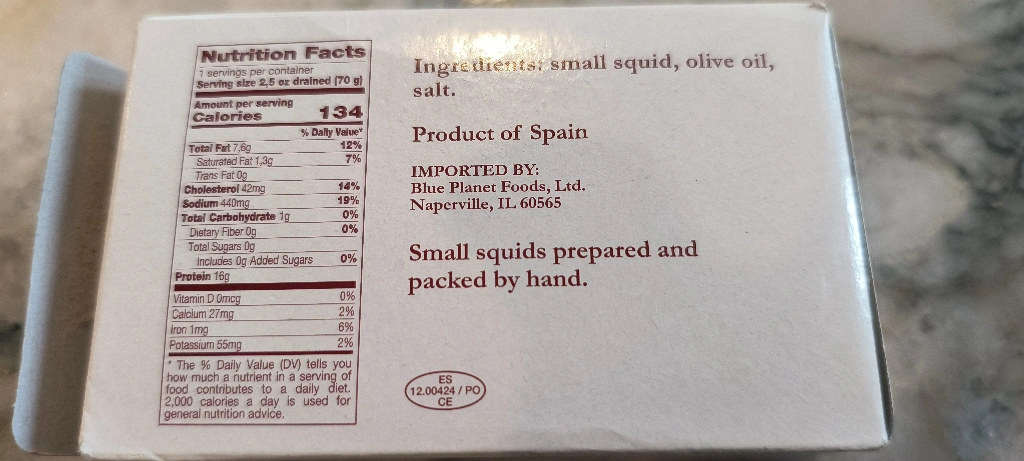 Nutrition Facts
1 servings per container
Serving size 2,5 oz drained (70 g)
Amount per serving
Calories 134
% Daily Value*
Total Fat 7,6g 12%
Saturated Fat 1,3g 7%
Trans Fat 0g
Cholesterol 42mg 14%
Sodium 440mg 19%
Total Carbohydrate 1g 0%
Dietary Fiber 0g 0%
Total Sugars 0g
Includes 0g Added Sugars 0%
Protein 16g
Vitamin D 0mcg 0%
Calcium 27mg 2%
Iron 1mg 6%
Potassium 55mg 2%
* The % Daily Value (DV) tells you
how much a nutrient in a serving of
food contributes to a daily diet.
2,000 calories a day is used for
general nutrition advice.
Ingredients: small squid, olive oil,
salt.
Product of Spain
IMPORTED BY:
Blue Planet Foods, Ltd.
Naperville, IL 60565
Small squids prepared and
packed by hand.
ES
12.00424 / PO
CE